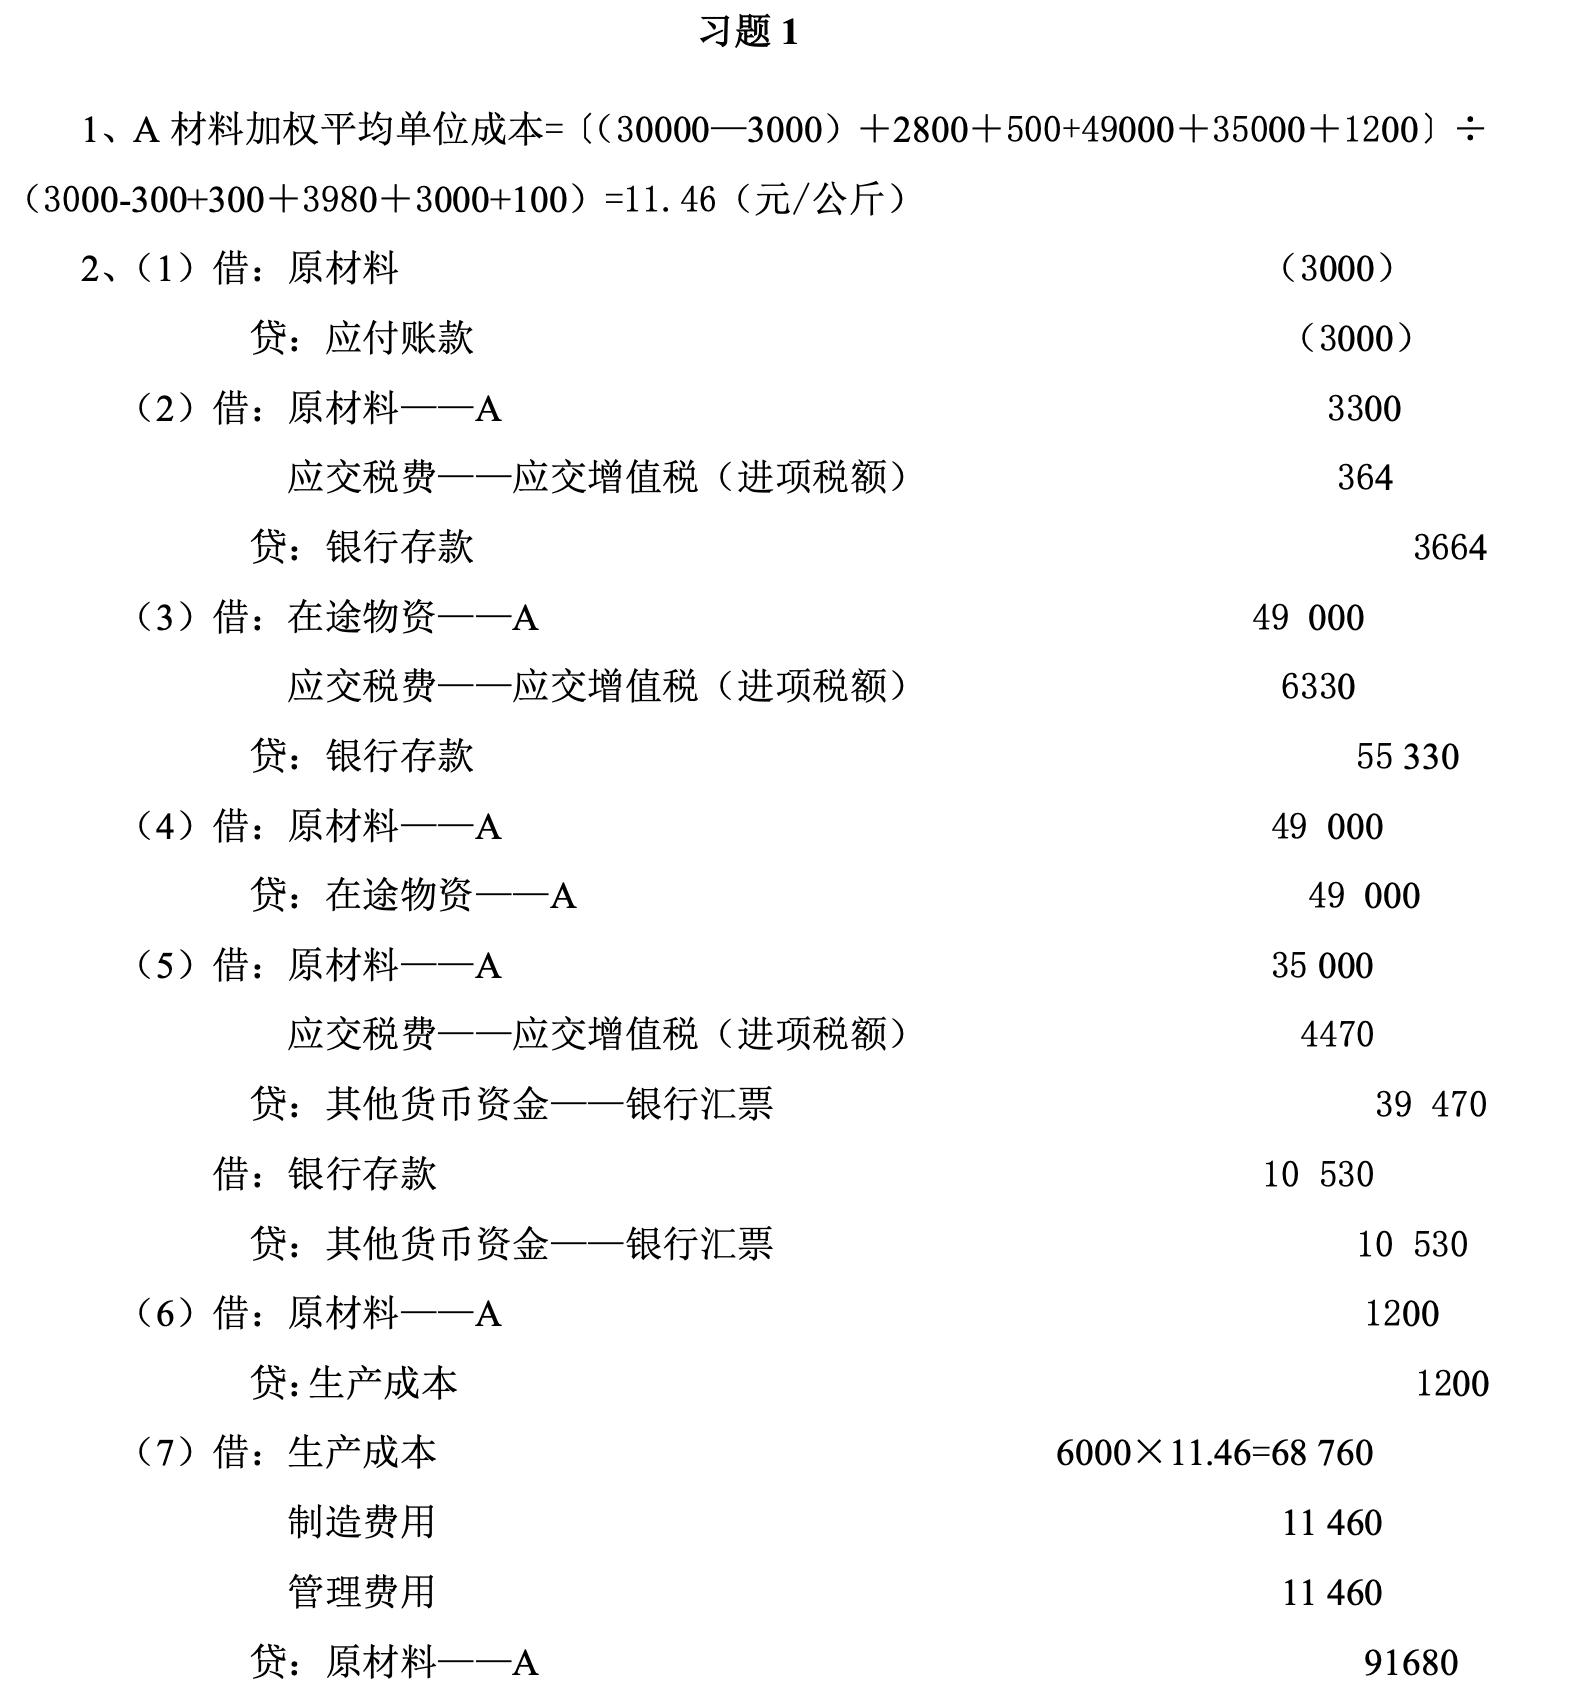 习题 1
1、A 材料加权平均单位成本=〔（30000—3000）＋2800＋500+49000＋35000＋1200〕÷
（3000-300+300＋3980＋3000+100）=11.46（元/公斤）
2、（1）借：原材料 （3000）
贷：应付账款 （3000）
（2）借：原材料——A 3300
应交税费——应交增值税（进项税额） 364
贷：银行存款 3664
（3）借：在途物资——A 49 000
应交税费——应交增值税（进项税额） 6330
贷：银行存款 55 330
（4）借：原材料——A 49 000
贷：在途物资——A 49 000
（5）借：原材料——A 35 000
应交税费——应交增值税（进项税额） 4470
贷：其他货币资金——银行汇票 39 470
借：银行存款 10 530
贷：其他货币资金——银行汇票 10 530
（6）借：原材料——A 1200
贷：生产成本 1200
（7）借：生产成本 6000×11.46=68 760
制造费用 11 460
管理费用 11 460
贷：原材料——A 91680